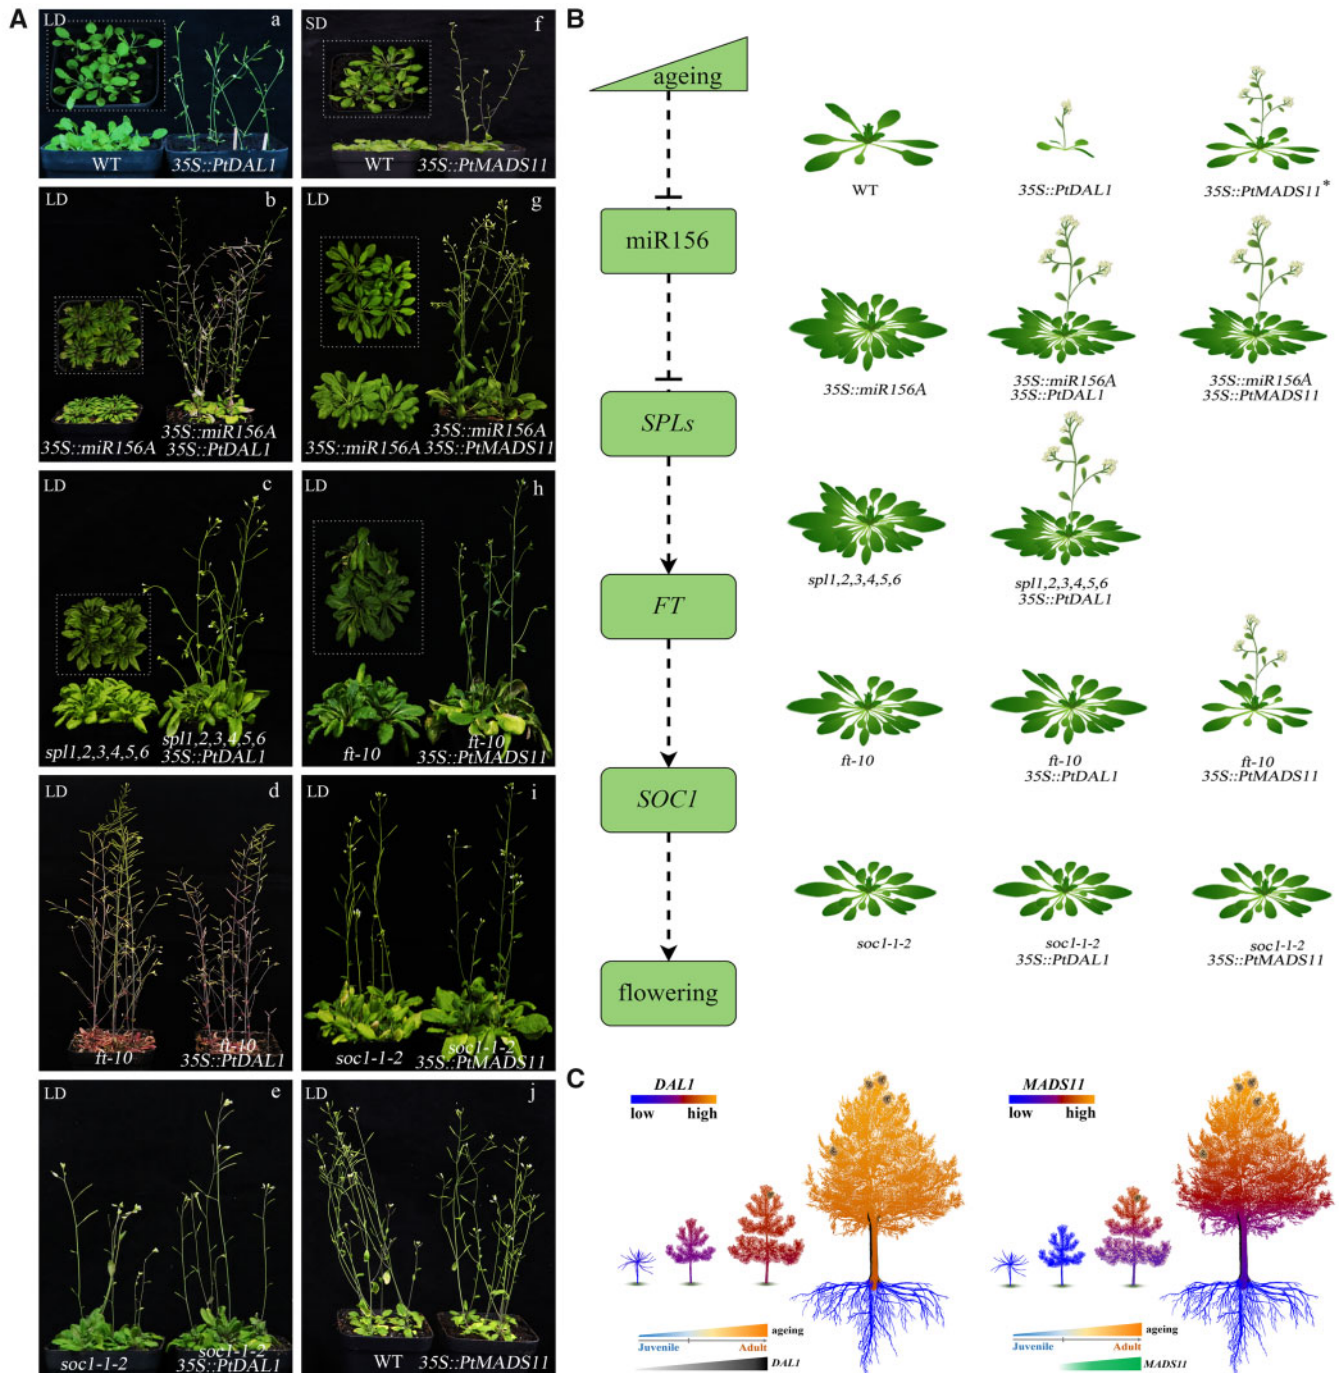 A
LD
a
WT
35S::PtDAL1
SD
f
WT
35S::PtMADS11
LD
b
35S::miR156A
35S::miR156A
35S::PtDAL1
LD
g
35S::miR156A
35S::miR156A
35S::PtMADS11
LD
c
spl1,2,3,4,5,6
spl1,2,3,4,5,6
35S::PtDAL1
LD
h
ft-10
ft-10
35S::PtMADS11
LD
d
ft-10
ft-10
35S::PtDAL1
LD
i
soc1-1-2
soc1-1-2
35S::PtMADS11
LD
e
soc1-1-2
soc1-1-2
35S::PtDAL1
LD
j
WT
35S::PtMADS11
B
ageing
miR156
SPLs
FT
SOC1
flowering
WT
35S::PtDAL1
35S::PtMADS11*
35S::miR156A
35S::miR156A
35S::PtDAL1
35S::miR156A
35S::PtMADS11
spl1,2,3,4,5,6
spl1,2,3,4,5,6
35S::PtDAL1
ft-10
ft-10
35S::PtDAL1
ft-10
35S::PtMADS11
soc1-1-2
soc1-1-2
35S::PtDAL1
soc1-1-2
35S::PtMADS11
C
DAL1
low high
ageing
Juvenile Adult
DAL1
MADS11
low high
ageing
Juvenile Adult
MADS11